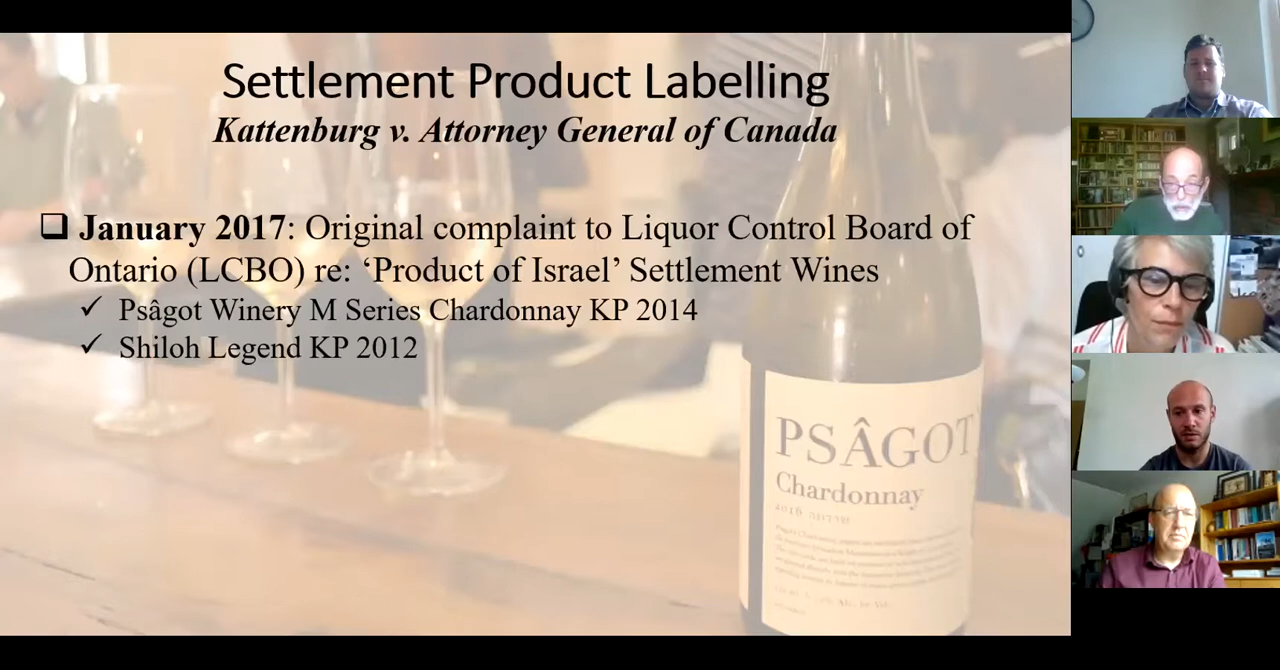 Settlement Product Labelling
Kattenburg v. Attorney General of Canada
January 2017: Original complaint to Liquor Control Board of
Ontario (LCBO) re: ‘Product of Israel’ Settlement Wines
Psâgot Winery M Series Chardonnay KP 2014
Shiloh Legend KP 2012
PSÂGOT
Chardonnay
2016